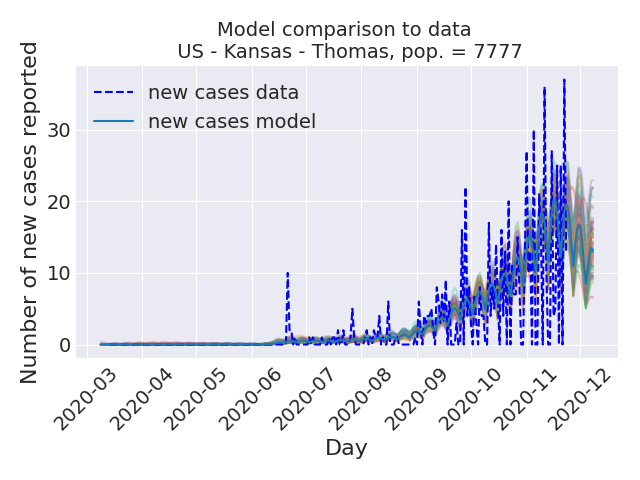 Model comparison to data
US - Kansas - Thomas, pop. = 7777
new cases data
new cases model
Number of new cases reported
30
20
10
0
2020-03
2020-04
2020-05
2020-06
2020-07
2020-08
2020-09
2020-10
2020-11
2020-12
Day